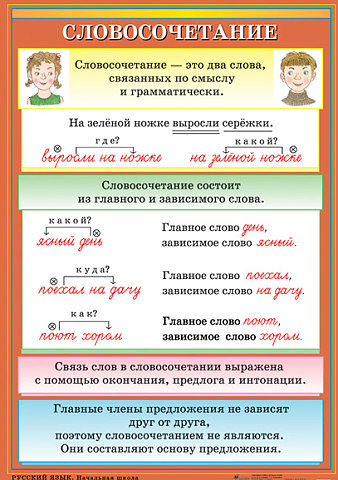 СЛОВОСОЧЕТАНИЕ
Словосочетание — это два слова,
связанных по смыслу
и грамматически.
На зелёной ножке выросли серёжки.
где? какой?
выросли на ножке на зелёной ножке
Словосочетание состоит
из главного и зависимого слова.
какой?
ясный день
Главное слово день,
зависимое слово ясный.
куда?
поехал на дачу
Главное слово поехал,
зависимое слово на дачу.
как?
поют хором
Главное слово поют,
зависимое слово хором.
Связь слов в словосочетании выражена
с помощью окончания, предлога и интонации.
Главные члены предложения не зависят
друг от друга,
поэтому словосочетанием не являются.
Они составляют основу предложения.
РУССКИЙ ЯЗЫК. Начальная школа